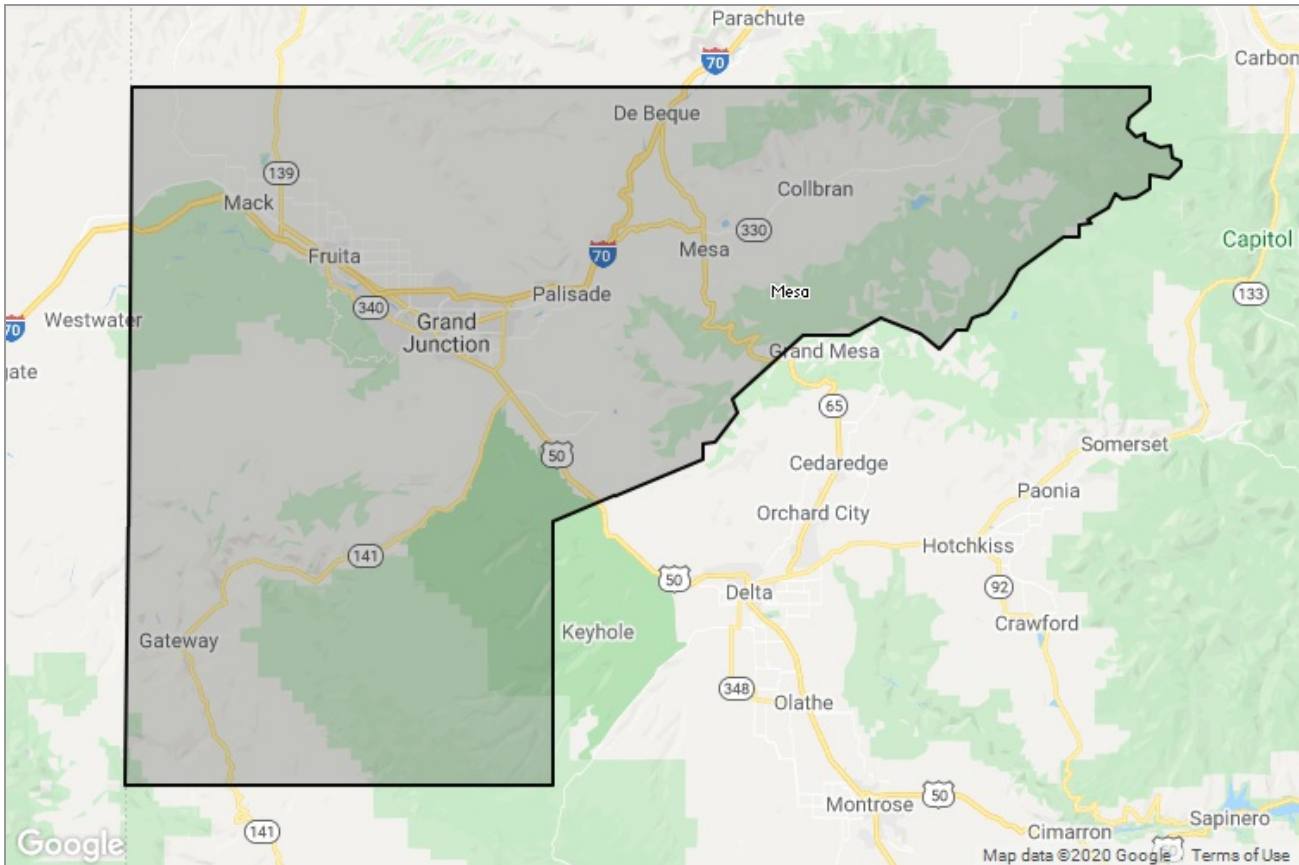 Parachute
70
Carbon
De Beque
139
Collbran
Mack
330
Capitol
Mesa
Fruita
70
Mesa
133
Palisade
340
Westwater
70
Grand
Junction
gate
Grand Mesa
65
Somerset
50
Cedaredge
Paonia
Orchard City
Hotchkiss
141
50
Delta
92
Crawford
Keyhole
Gateway
348
Olathe
50
Montrose
Sapinero
141
Cimarron
Google
50
Map data ©2020 Google
Terms of Use